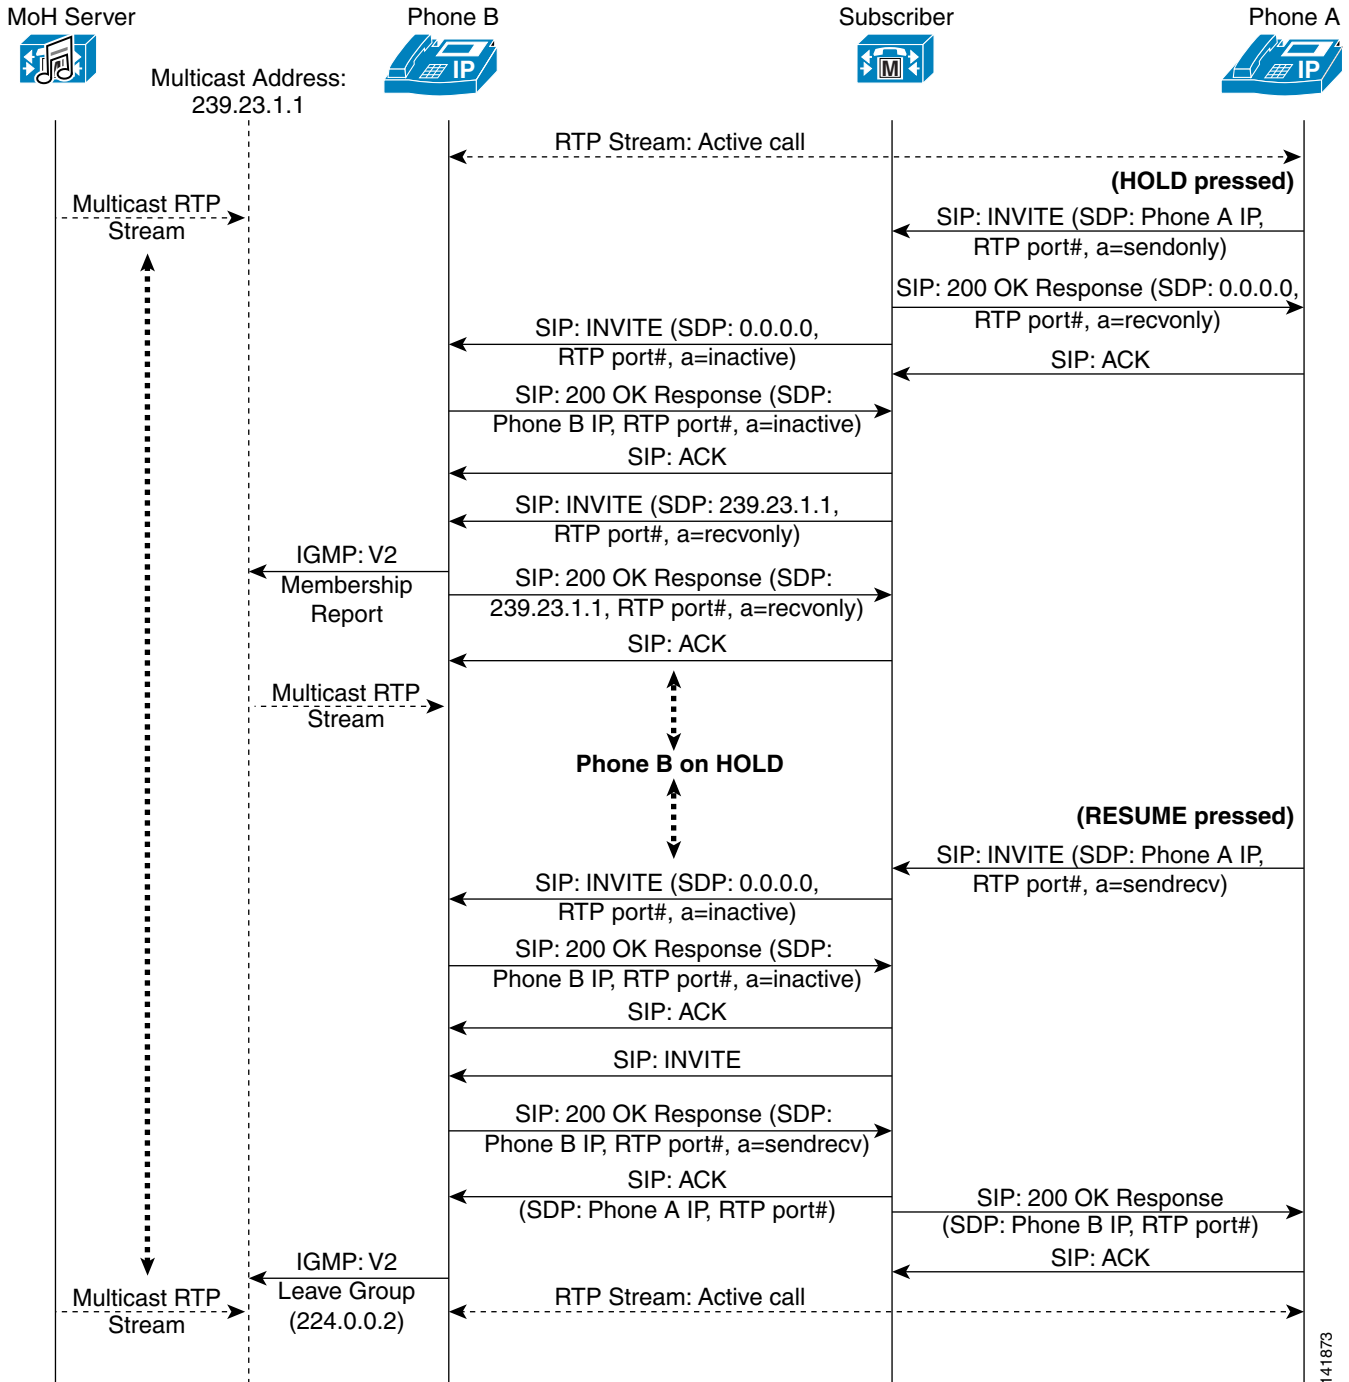 MoH Server
Phone B
Subscriber
Phone A
IP
M
IP
Multicast Address:
239.23.1.1
RTP Stream: Active call
(HOLD pressed)
Multicast RTP
Stream
SIP: INVITE (SDP: Phone A IP,
RTP port#, a=sendonly)
SIP: 200 OK Response (SDP: 0.0.0.0,
RTP port#, a=recvonly)
SIP: INVITE (SDP: 0.0.0.0,
RTP port#, a=inactive)
SIP: ACK
SIP: 200 OK Response (SDP:
Phone B IP, RTP port#, a=inactive)
SIP: ACK
SIP: INVITE (SDP: 239.23.1.1,
RTP port#, a=recvonly)
IGMP: V2
Membership
Report
SIP: 200 OK Response (SDP:
239.23.1.1, RTP port#, a=recvonly)
SIP: ACK
Multicast RTP
Stream
Phone B on HOLD
(RESUME pressed)
SIP: INVITE (SDP: Phone A IP,
RTP port#, a=sendrecv)
SIP: INVITE (SDP: 0.0.0.0,
RTP port#, a=inactive)
SIP: 200 OK Response (SDP:
Phone B IP, RTP port#, a=inactive)
SIP: ACK
SIP: INVITE
SIP: 200 OK Response (SDP:
Phone B IP, RTP port#, a=sendrecv)
SIP: ACK
(SDP: Phone A IP, RTP port#)
SIP: 200 OK Response
(SDP: Phone B IP, RTP port#)
SIP: ACK
IGMP: V2
Leave Group
(224.0.0.2)
Multicast RTP
Stream
RTP Stream: Active call
141873